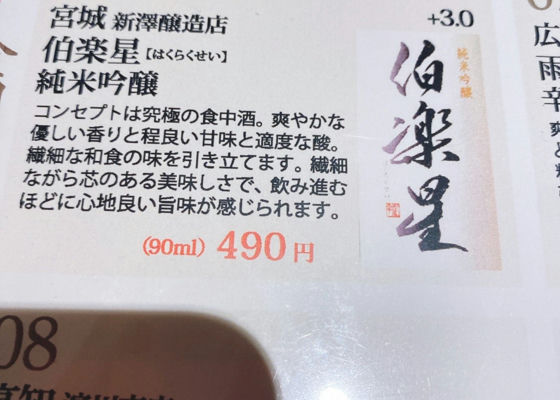 宮城 新澤醸造店
伯楽星【はくらくせい】
純米吟醸
コンセプトは究極の食中酒。爽やかな
優しい香りと程良い甘味と適度な酸。
繊細な和食の味を引き立てます。繊細
ながら芯のある美味しさで、飲み進む
ほどに心地良い旨味が感じられます。
(90ml) 490円
+3.0
純米吟醸
伯楽星
広
雨
辛
08
高知